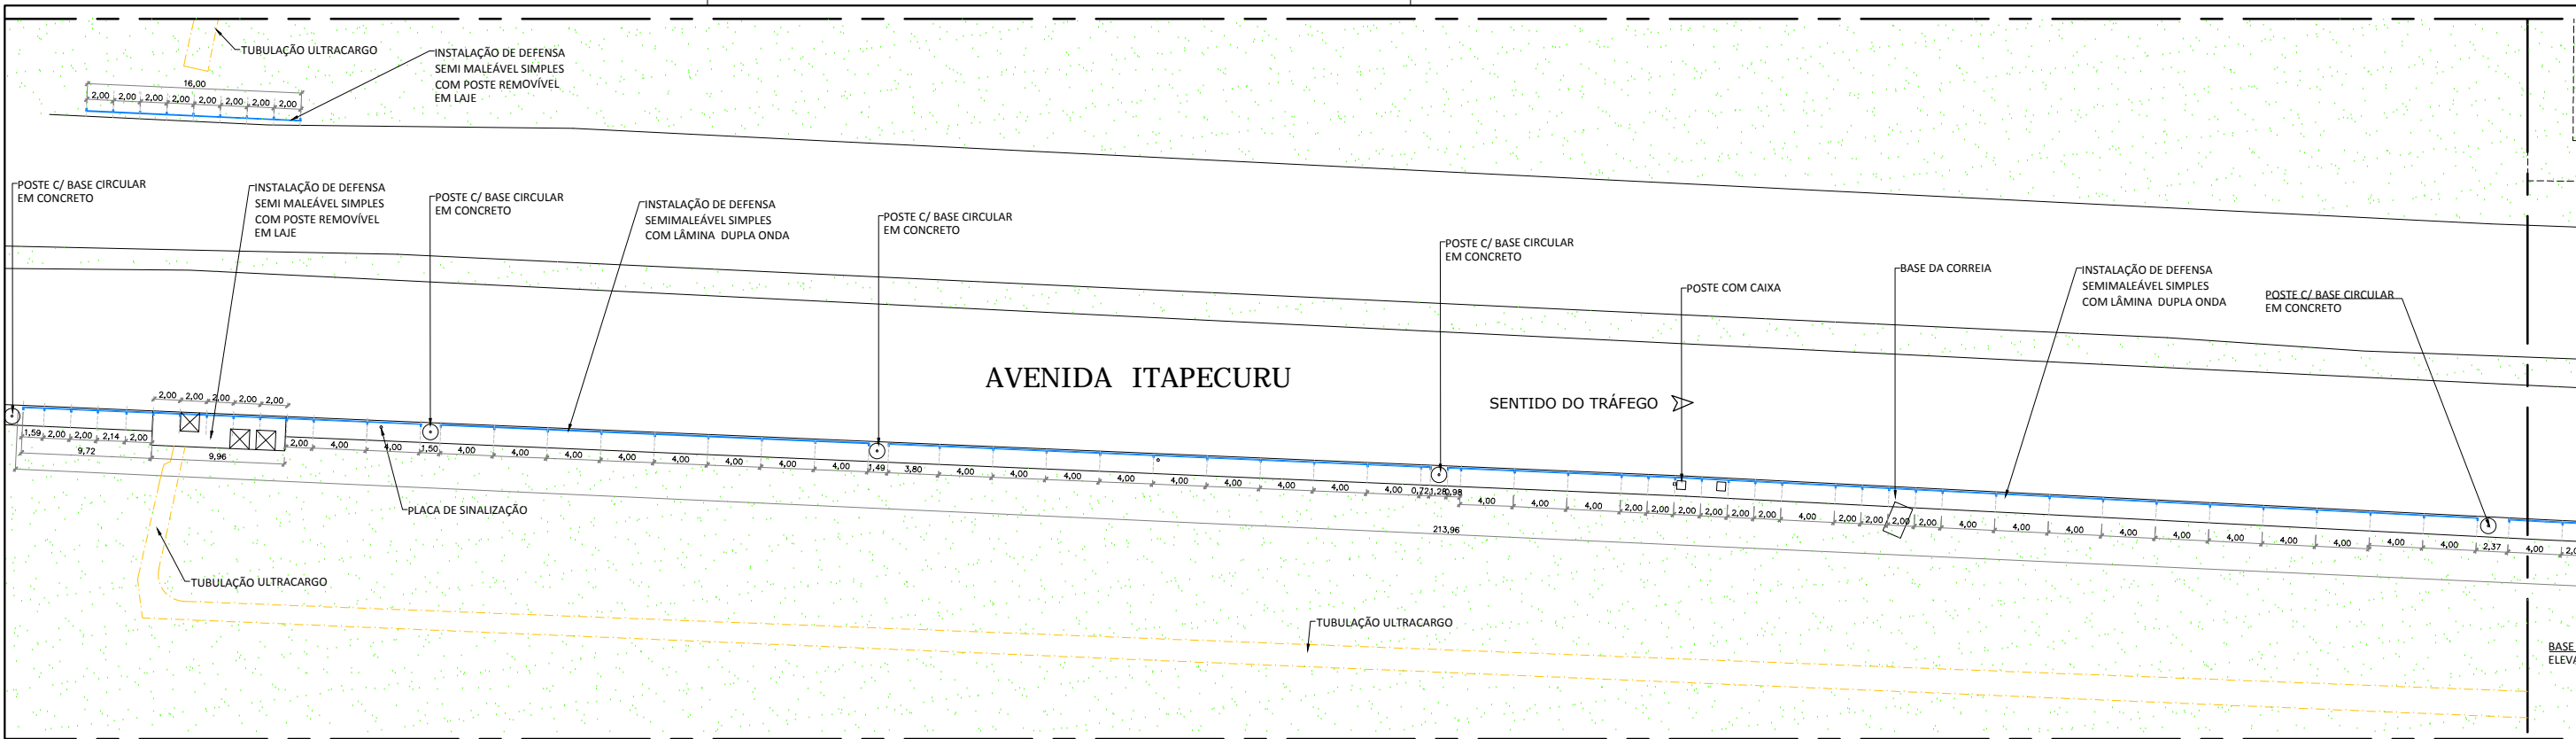 TUBULAÇÃO ULTRACARGO
INSTALAÇÃO DE DEFENSA
SEMI MALEÁVEL SIMPLES
COM POSTE REMOVÍVEL
EM LAJE
16,00
2,00 2,00 2,00 2,00 2,00 2,00 2,00 2,00
POSTE C/ BASE CIRCULAR
EM CONCRETO
INSTALAÇÃO DE DEFENSA
SEMI MALEÁVEL SIMPLES
COM POSTE REMOVÍVEL
EM LAJE
POSTE C/ BASE CIRCULAR
EM CONCRETO
INSTALAÇÃO DE DEFENSA
SEMIMALEÁVEL SIMPLES
COM LÂMINA DUPLA ONDA
POSTE C/ BASE CIRCULAR
EM CONCRETO
POSTE C/ BASE CIRCULAR
EM CONCRETO
POSTE COM CAIXA
BASE DA CORREIA
INSTALAÇÃO DE DEFENSA
SEMIMALEÁVEL SIMPLES
COM LÂMINA DUPLA ONDA
POSTE C/ BASE CIRCULAR
EM CONCRETO
AVENIDA ITAPECURU
SENTIDO DO TRÁFEGO
2,00 2,00 2,00 2,00 2,00
1,59 2,00 2,00 2,14 2,00
2,00 4,00 4,00 1,50 4,00 4,00 4,00 4,00 4,00 4,00 4,00 4,00 1,49 3,80 4,00 4,00 4,00 4,00 4,00 4,00 4,00 4,00 4,00 0,72 1,28 0,98
4,00 4,00 4,00 2,00 2,00 2,00 2,00 2,00 2,00 4,00 2,00 2,00 2,00 2,00 4,00 4,00 4,00 4,00 4,00 4,00 4,00 4,00 4,00 4,00 2,37 4,00
9,72 9,96
213,96
PLACA DE SINALIZAÇÃO
TUBULAÇÃO ULTRACARGO
TUBULAÇÃO ULTRACARGO
BASE
ELEVA